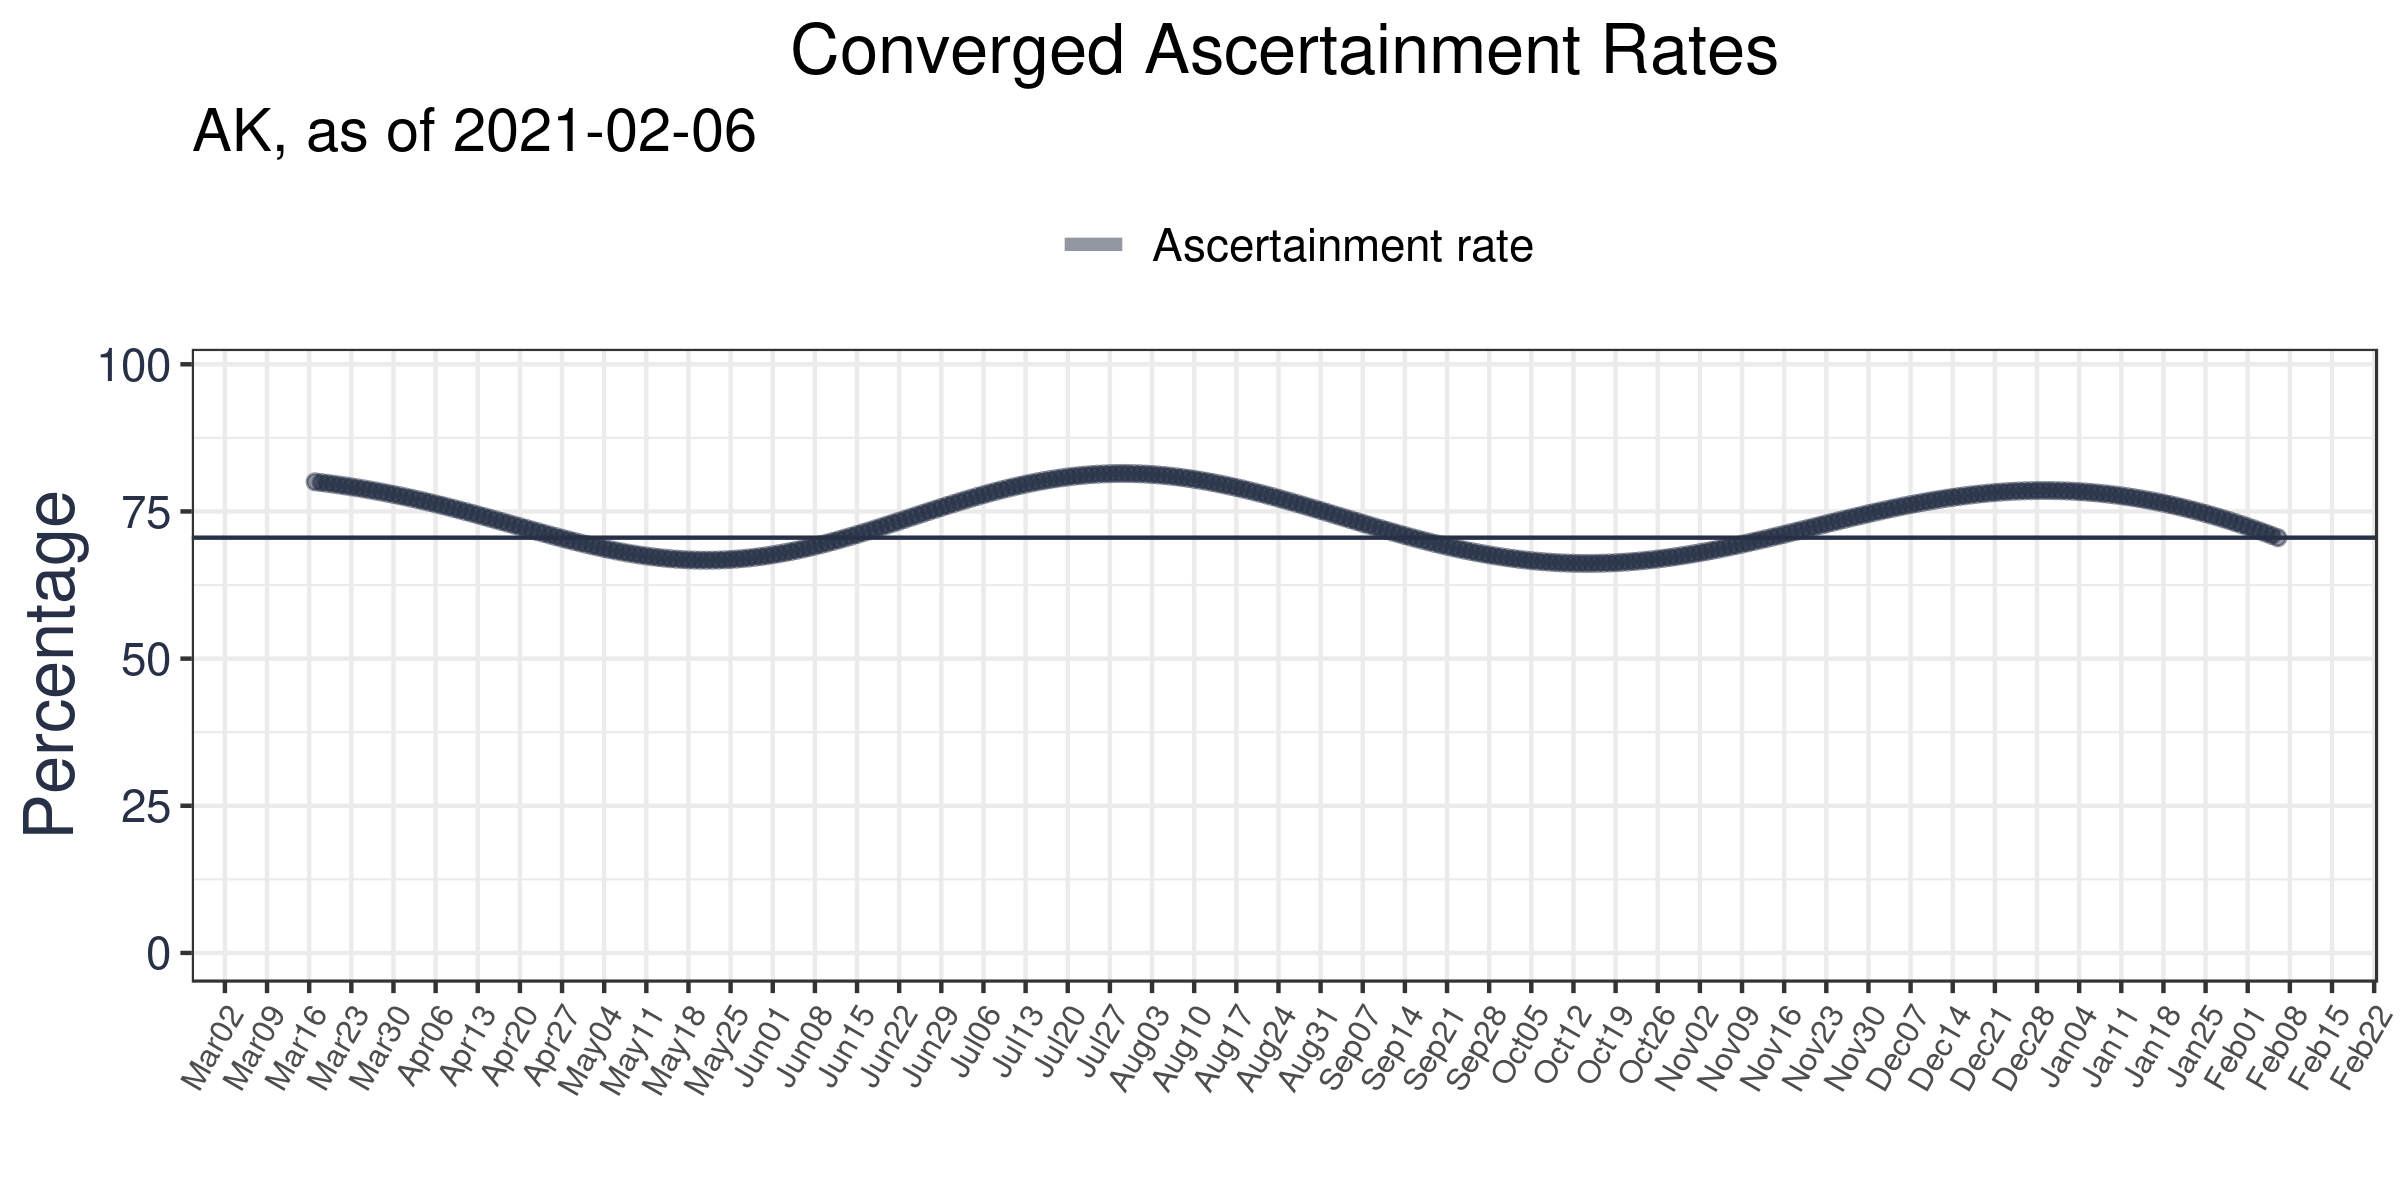 Converged Ascertainment Rates
AK, as of 2021-02-06
Ascertainment rate
Percentage
100
75
50
25
0
Mar02
Mar09
Mar16
Mar23
Mar30
Apr06
Apr13
Apr20
Apr27
May04
May11
May18
May25
Jun01
Jun08
Jun15
Jun22
Jun29
Jul06
Jul13
Jul20
Jul27
Aug03
Aug10
Aug17
Aug24
Aug31
Sep07
Sep14
Sep21
Sep28
Oct05
Oct12
Oct19
Oct26
Nov02
Nov09
Nov16
Nov23
Nov30
Dec07
Dec14
Dec21
Dec28
Jan04
Jan11
Jan18
Jan25
Feb01
Feb08
Feb15
Feb22